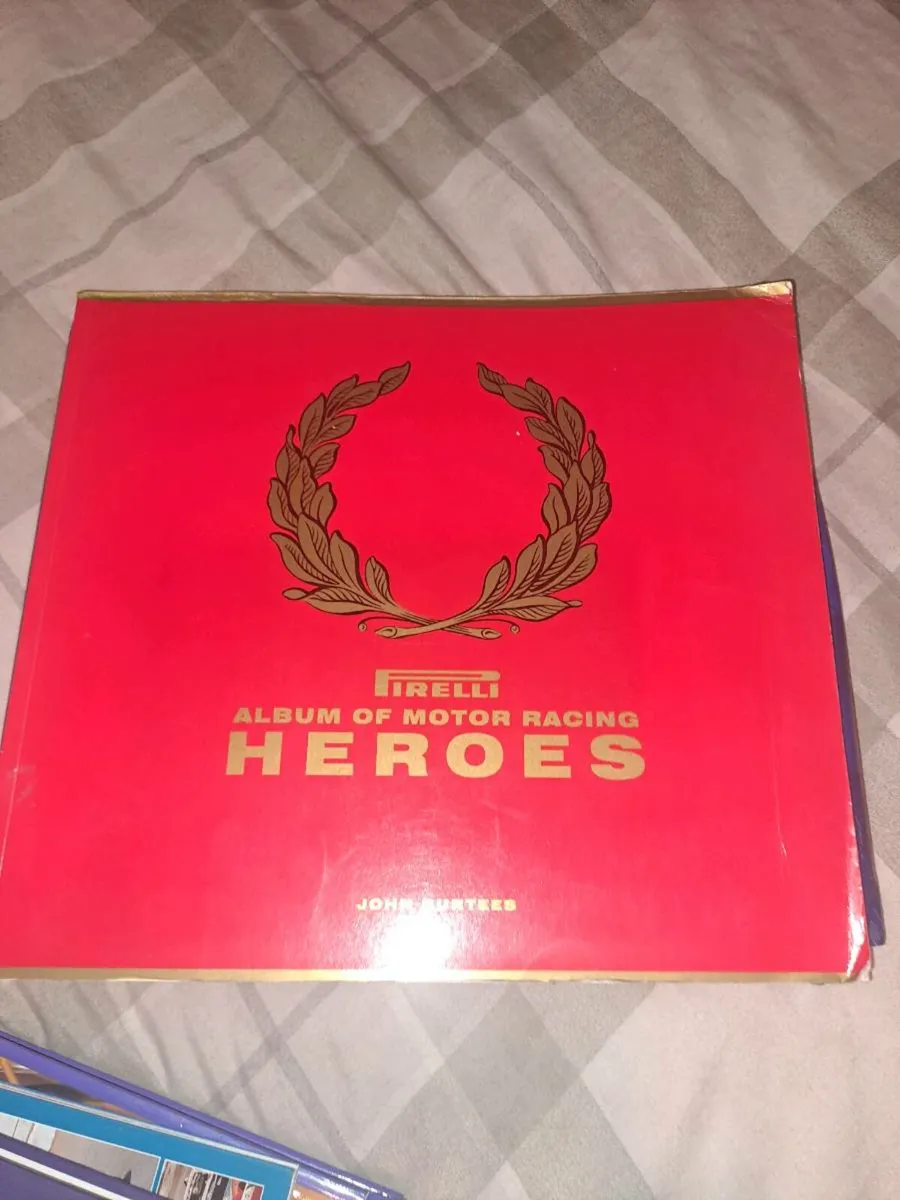 PIRELLI
ALBUM OF MOTOR RACING
HEROES
JOHN SURTEES